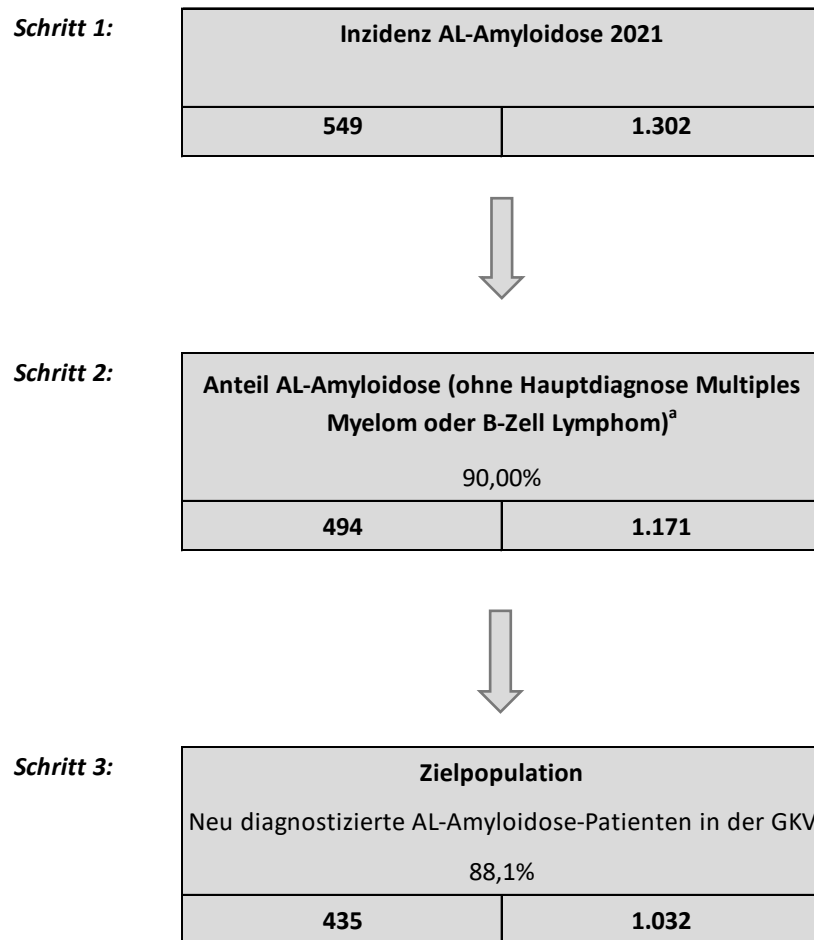 Schritt 1:
Inzidenz AL-Amyloidose 2021
549 1.302
Schritt 2:
Anteil AL-Amyloidose (ohne Hauptdiagnose Multiples
Myelom oder B-Zell Lymphom)ᵃ
90,00%
494 1.171
Schritt 3:
Zielpopulation
Neu diagnostizierte AL-Amyloidose-Patienten in der GKV
88,1%
435 1.032